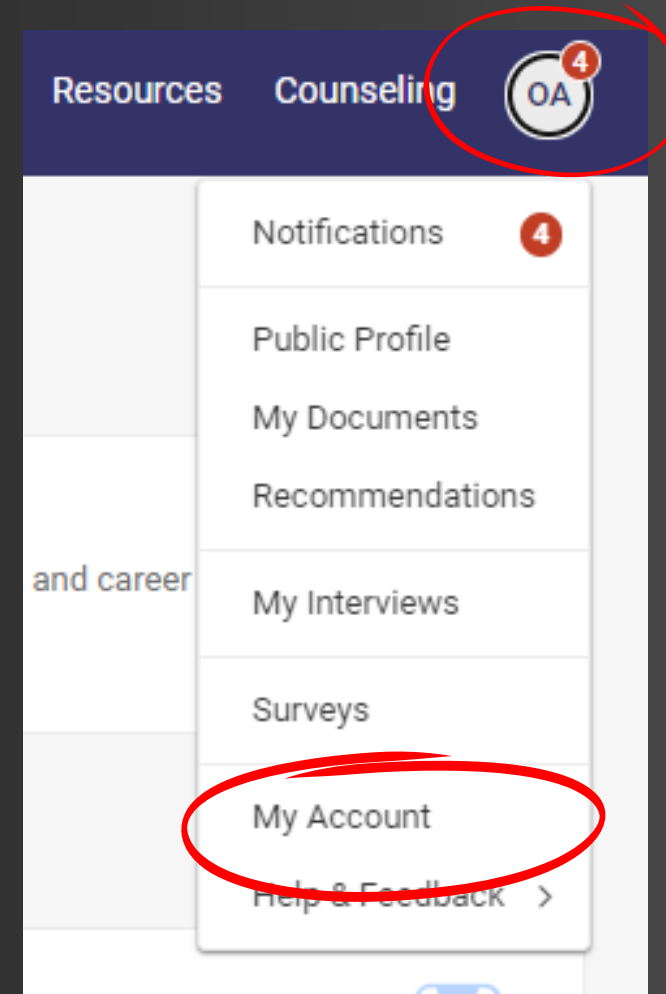 Resources Counseling OA 4
Notifications 4
Public Profile
My Documents
Recommendations
and career
My Interviews
Surveys
My Account
Help & Feedback >